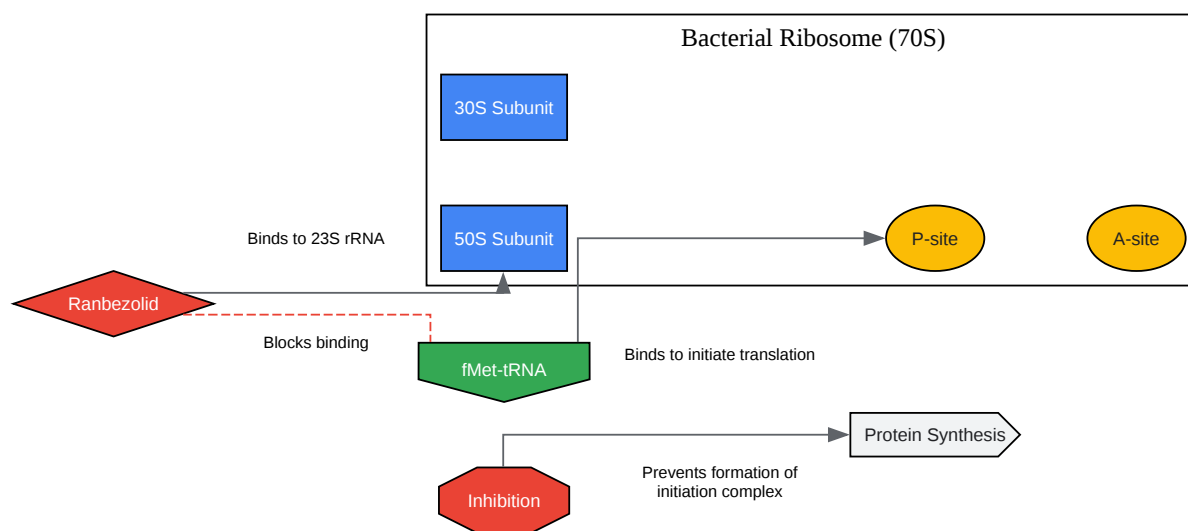 Bacterial Ribosome (70S)
30S Subunit
Binds to 23S rRNA
50S Subunit
P-site
A-site
Ranbezolid
Blocks binding
fMet-tRNA
Binds to initiate translation
Protein Synthesis
Prevents formation of
initiation complex
Inhibition